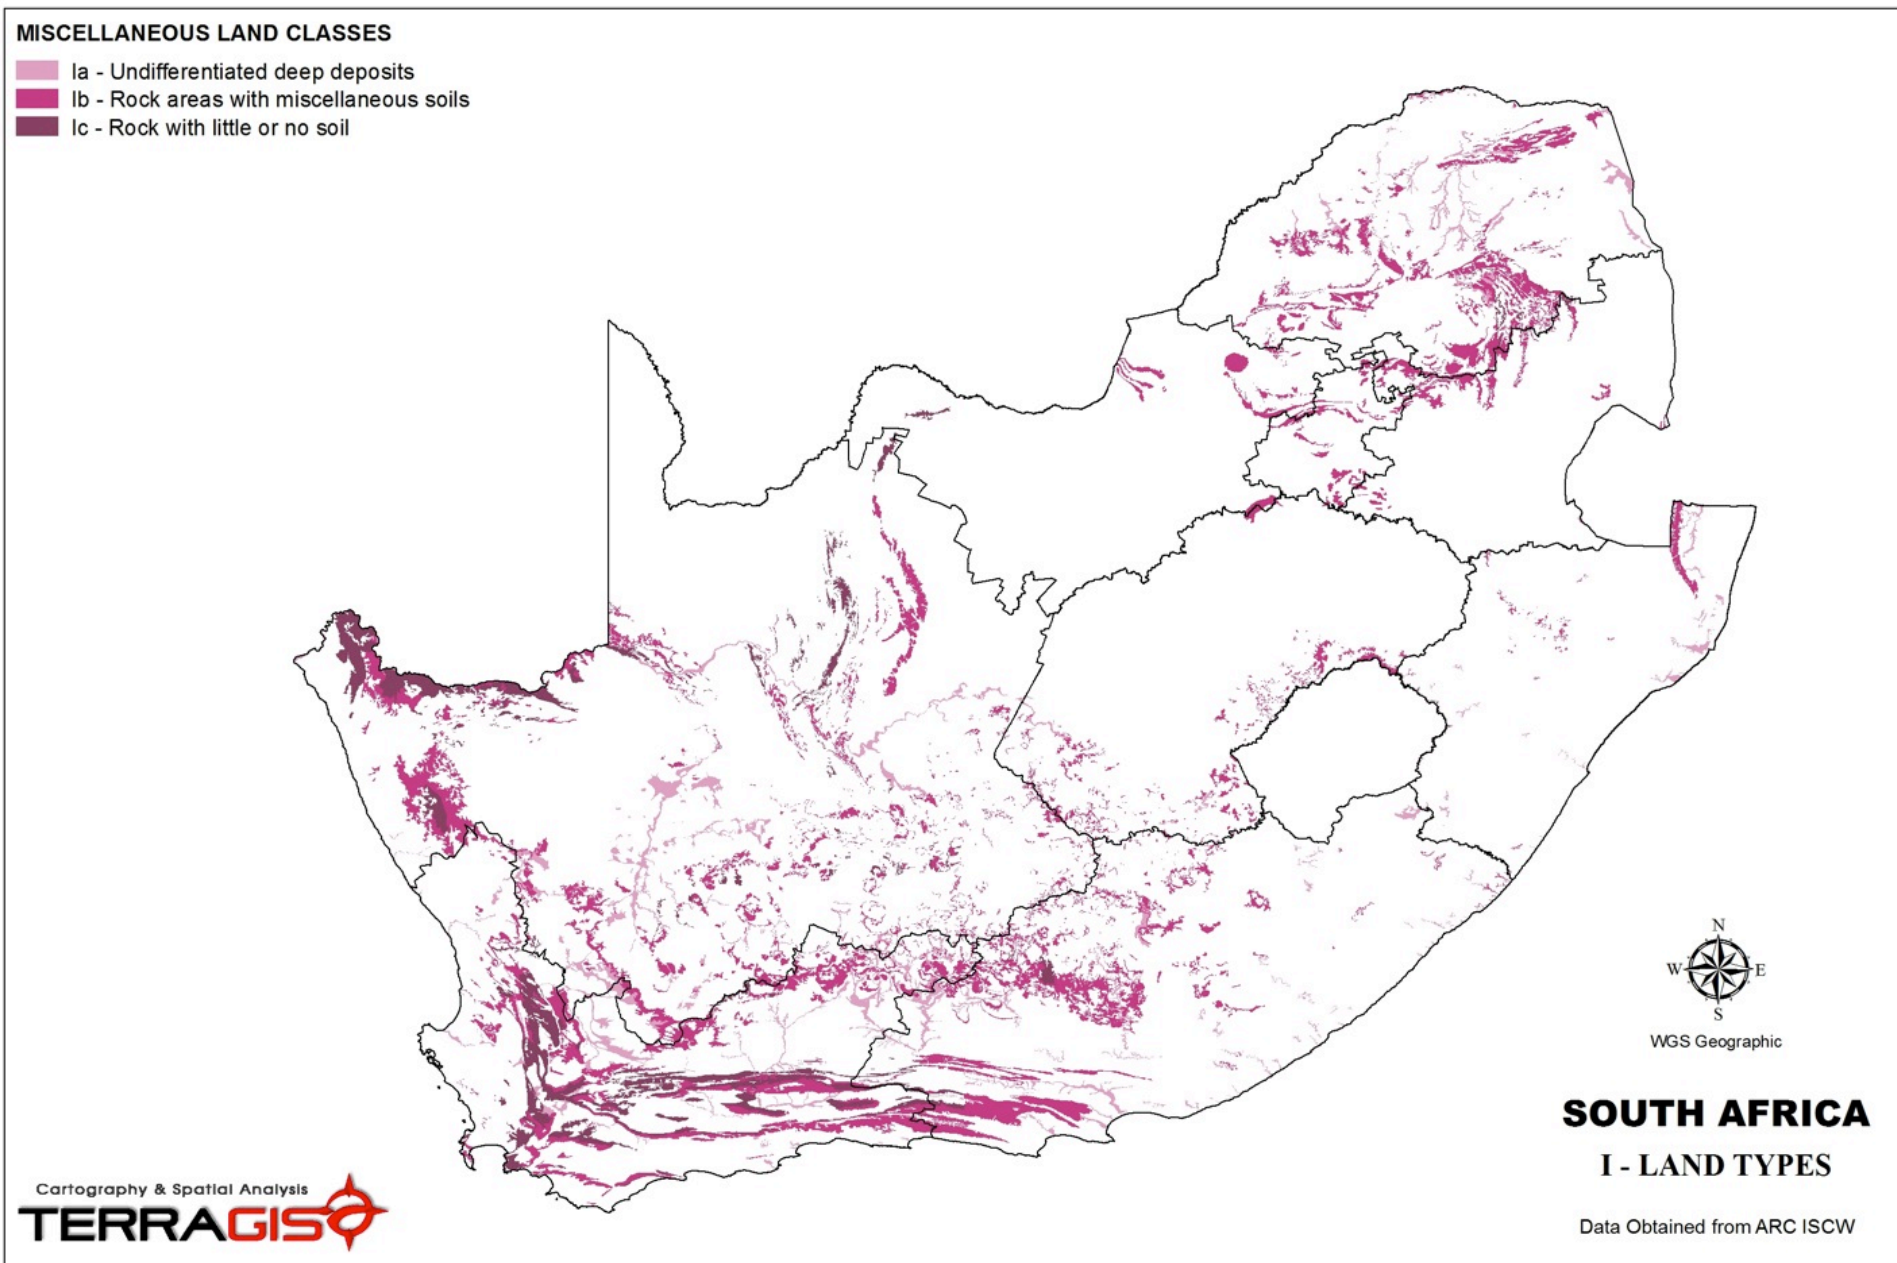 MISCELLANEOUS LAND CLASSES
Ia - Undifferentiated deep deposits
Ib - Rock areas with miscellaneous soils
Ic - Rock with little or no soil
N
W E
S
WGS Geographic
SOUTH AFRICA
I - LAND TYPES
Data Obtained from ARC ISCW
Cartography & Spatial Analysis
TERRAGIS